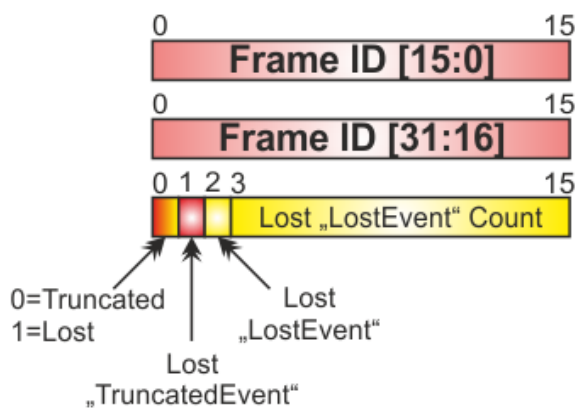 0 15
Frame ID [15:0]
0 15
Frame ID [31:16]
0 1 2 3 15
Lost „LostEvent“ Count
0=Truncated
1=Lost
Lost
„LostEvent“
Lost
„TruncatedEvent“